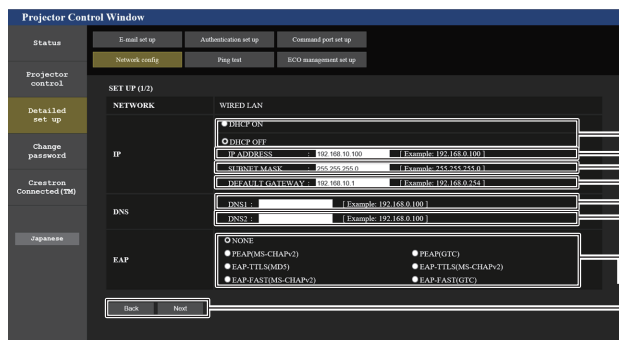 Projector Control Window
Status
Projector
control
Detailed
set up
Change
password
Crestron
Connected(TM)
Japanese
E-mail set up
Authentication set up
Command port set up
Network config
Ping test
ECO management set up
SET UP (1/2)
NETWORK WIRED LAN
IP
DHCP ON
DHCP OFF
IP ADDRESS : 192.168.10.100 [ Example: 192.168.0.100 ]
SUBNET MASK : 255.255.255.0 [ Example: 255.255.255.0 ]
DEFAULT GATEWAY : 192.168.10.1 [ Example: 192.168.0.254 ]
DNS
DNS1 : [ Example: 192.168.0.100 ]
DNS2 : [ Example: 192.168.0.100 ]
EAP
NONE
PEAP(MS-CHAPv2) PEAP(GTC)
EAP-TTLS(MD5) EAP-TTLS(MS-CHAPv2)
EAP-FAST(MS-CHAPv2) EAP-FAST(GTC)
Back Next